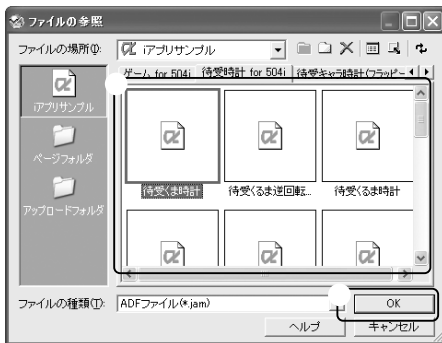 ファイルの参照
ファイルの場所(I):
iアプリサンプル
ゲーム for 504i
待受時計 for 504i
待受キャラ時計(フラッピー
iアプリサンプル
ページフォルダ
アップロードフォルダ
待受くま時計
待受くるま逆回転...
待受くるま時計
ファイルの種類(T):
ADFファイル(*.jam)
OK
ヘルプ
キャンセル